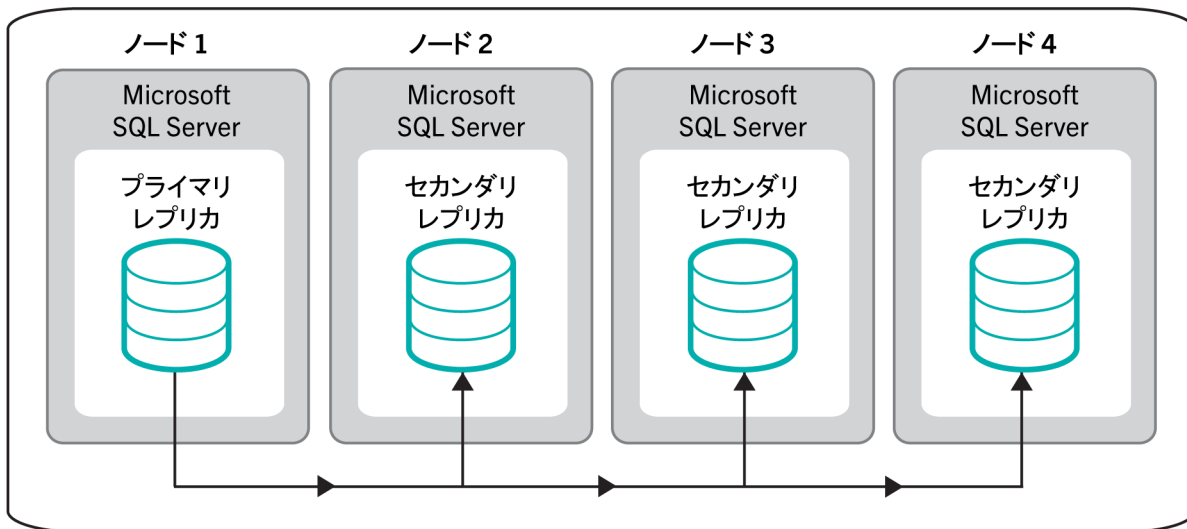 ノード 1
Microsoft
SQL Server
プライマリ
レプリカ
ノード 2
Microsoft
SQL Server
セカンダリ
レプリカ
ノード 3
Microsoft
SQL Server
セカンダリ
レプリカ
ノード 4
Microsoft
SQL Server
セカンダリ
レプリカ